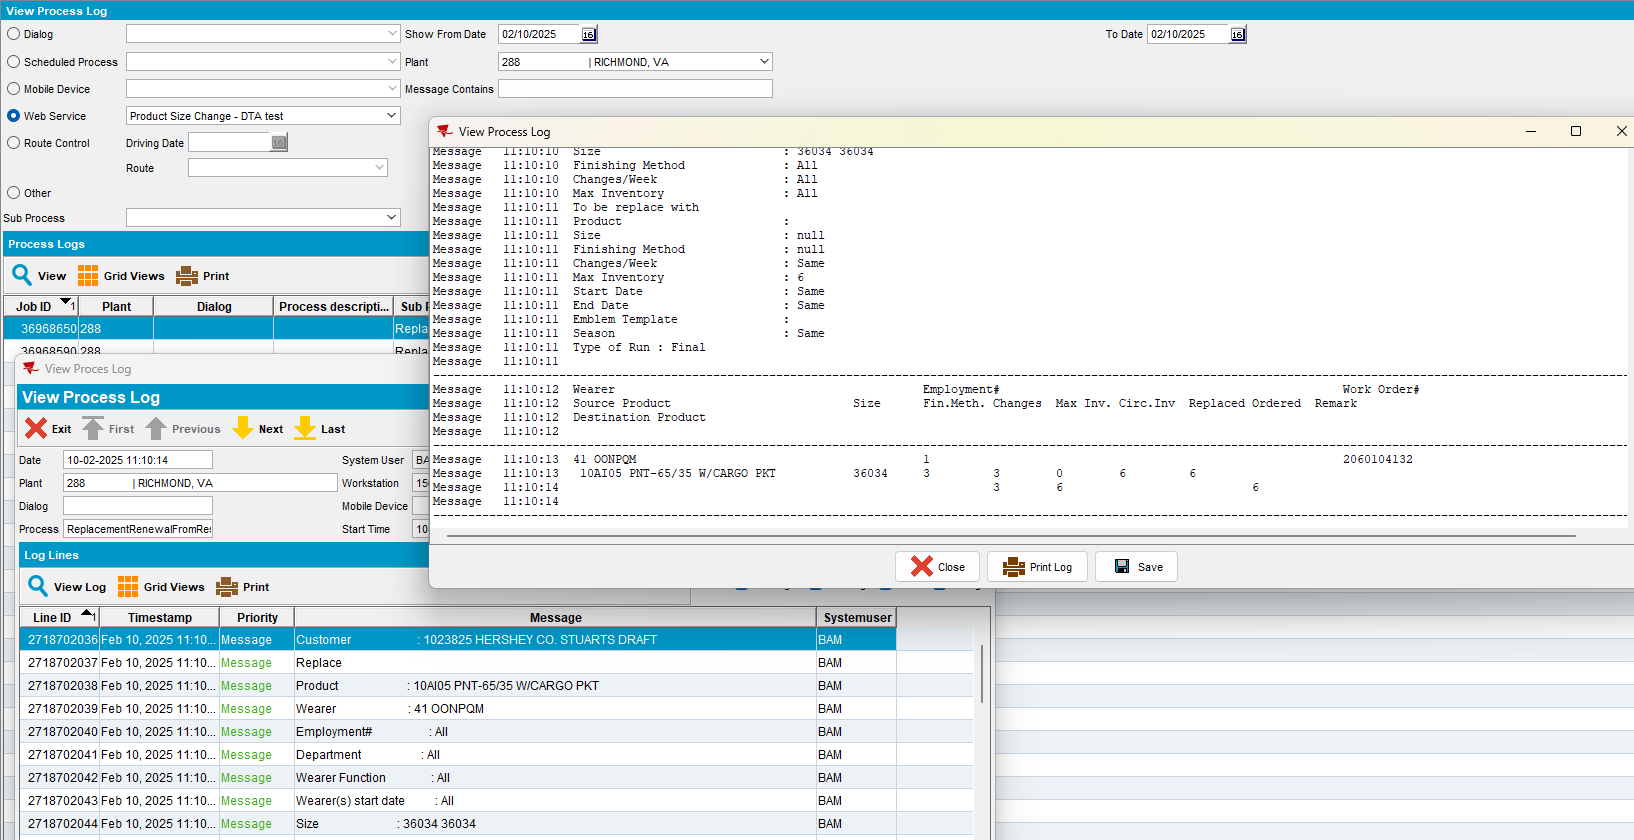 View Process Log
Dialog
Show From Date 02/10/2025 16
To Date 02/10/2025 16
Scheduled Process
Plant 288 | RICHMOND, VA
Mobile Device
Message Contains
Web Service Product Size Change - DTA test
Route Control Driving Date 16
Route
Other
Sub Process
Process Logs
View Grid Views Print
Job ID 1 Plant Dialog Process descripti... Sub
36968650 288 Repla
36968590 288 Repla
View Process Log
Message 11:10:10 Size : 36034 36034
Message 11:10:10 Finishing Method : All
Message 11:10:10 Changes/Week : All
Message 11:10:10 Max Inventory : All
Message 11:10:11 To be replace with
Message 11:10:11 Product :
Message 11:10:11 Size : null
Message 11:10:11 Finishing Method : null
Message 11:10:11 Changes/Week : Same
Message 11:10:11 Max Inventory : 6
Message 11:10:11 Start Date : Same
Message 11:10:11 End Date : Same
Message 11:10:11 Emblem Template :
Message 11:10:11 Season : Same
Message 11:10:11 Type of Run : Final
Message 11:10:11
Message 11:10:12 Wearer Employment# Work Order#
Message 11:10:12 Source Product Size Fin.Meth. Changes Max Inv. Circ.Inv Replaced Ordered Remark
Message 11:10:12 Destination Product
Message 11:10:12
Message 11:10:13 41 OONPQM 1 2060104132
Message 11:10:13 10AI05 PNT-65/35 W/CARGO PKT 36034 3 3 0 6 6
Message 11:10:14 3 6 6
Message 11:10:14
Close Print Log Save
View Proces Log
View Process Log
Exit First Previous Next Last
Date 10-02-2025 11:10:14 System User BA
Plant 288 | RICHMOND, VA Workstation 15
Dialog Mobile Device
Process ReplacementRenewalFromRes Start Time 10
Log Lines
View Log Grid Views Print
Line ID 1 Timestamp Priority Message Systemuser
2718702036 Feb 10, 2025 11:10... Message Customer : 1023825 HERSHEY CO. STUARTS DRAFT BAM
2718702037 Feb 10, 2025 11:10... Message Replace BAM
2718702038 Feb 10, 2025 11:10... Message Product : 10AI05 PNT-65/35 W/CARGO PKT BAM
2718702039 Feb 10, 2025 11:10... Message Wearer : 41 OONPQM BAM
2718702040 Feb 10, 2025 11:10... Message Employment# : All BAM
2718702041 Feb 10, 2025 11:10... Message Department : All BAM
2718702042 Feb 10, 2025 11:10... Message Wearer Function : All BAM
2718702043 Feb 10, 2025 11:10... Message Wearer(s) start date : All BAM
2718702044 Feb 10, 2025 11:10... Message Size : 36034 36034 BAM